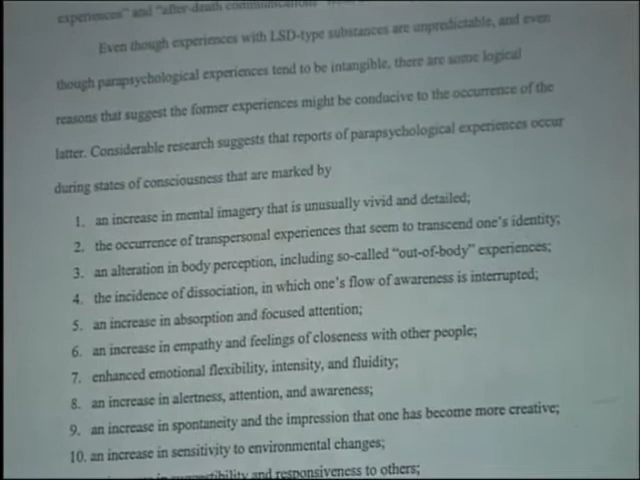 experiences” and “after-death communications”
Even though experiences with LSD-type substances are unpredictable, and even
though parapsychological experiences tend to be intangible, there are some logical
reasons that suggest the former experiences might be conducive to the occurrence of the
latter. Considerable research suggests that reports of parapsychological experiences occur
during states of consciousness that are marked by
1. an increase in mental imagery that is unusually vivid and detailed;
2. the occurrence of transpersonal experiences that seem to transcend one’s identity;
3. an alteration in body perception, including so-called “out-of-body” experiences;
4. the incidence of dissociation, in which one’s flow of awareness is interrupted;
5. an increase in absorption and focused attention;
6. an increase in empathy and feelings of closeness with other people;
7. enhanced emotional flexibility, intensity, and fluidity;
8. an increase in alertness, attention, and awareness;
9. an increase in spontaneity and the impression that one has become more creative;
10. an increase in sensitivity to environmental changes;
suggestibility and responsiveness to others;